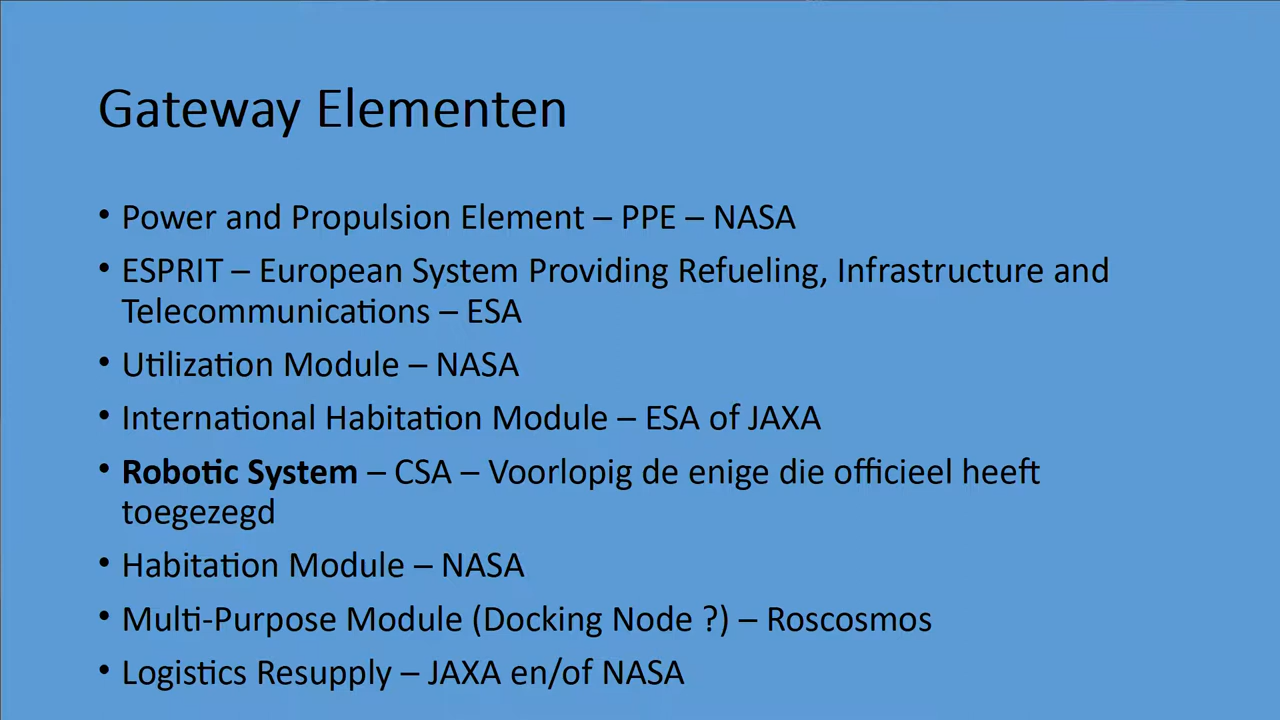 Gateway Elementen
• Power and Propulsion Element – PPE – NASA
• ESPRIT – European System Providing Refueling, Infrastructure and
Telecommunications – ESA
• Utilization Module – NASA
• International Habitation Module – ESA of JAXA
• Robotic System – CSA – Voorlopig de enige die officieel heeft
toegezegd
• Habitation Module – NASA
• Multi-Purpose Module (Docking Node ?) – Roscosmos
• Logistics Resupply – JAXA en/of NASA